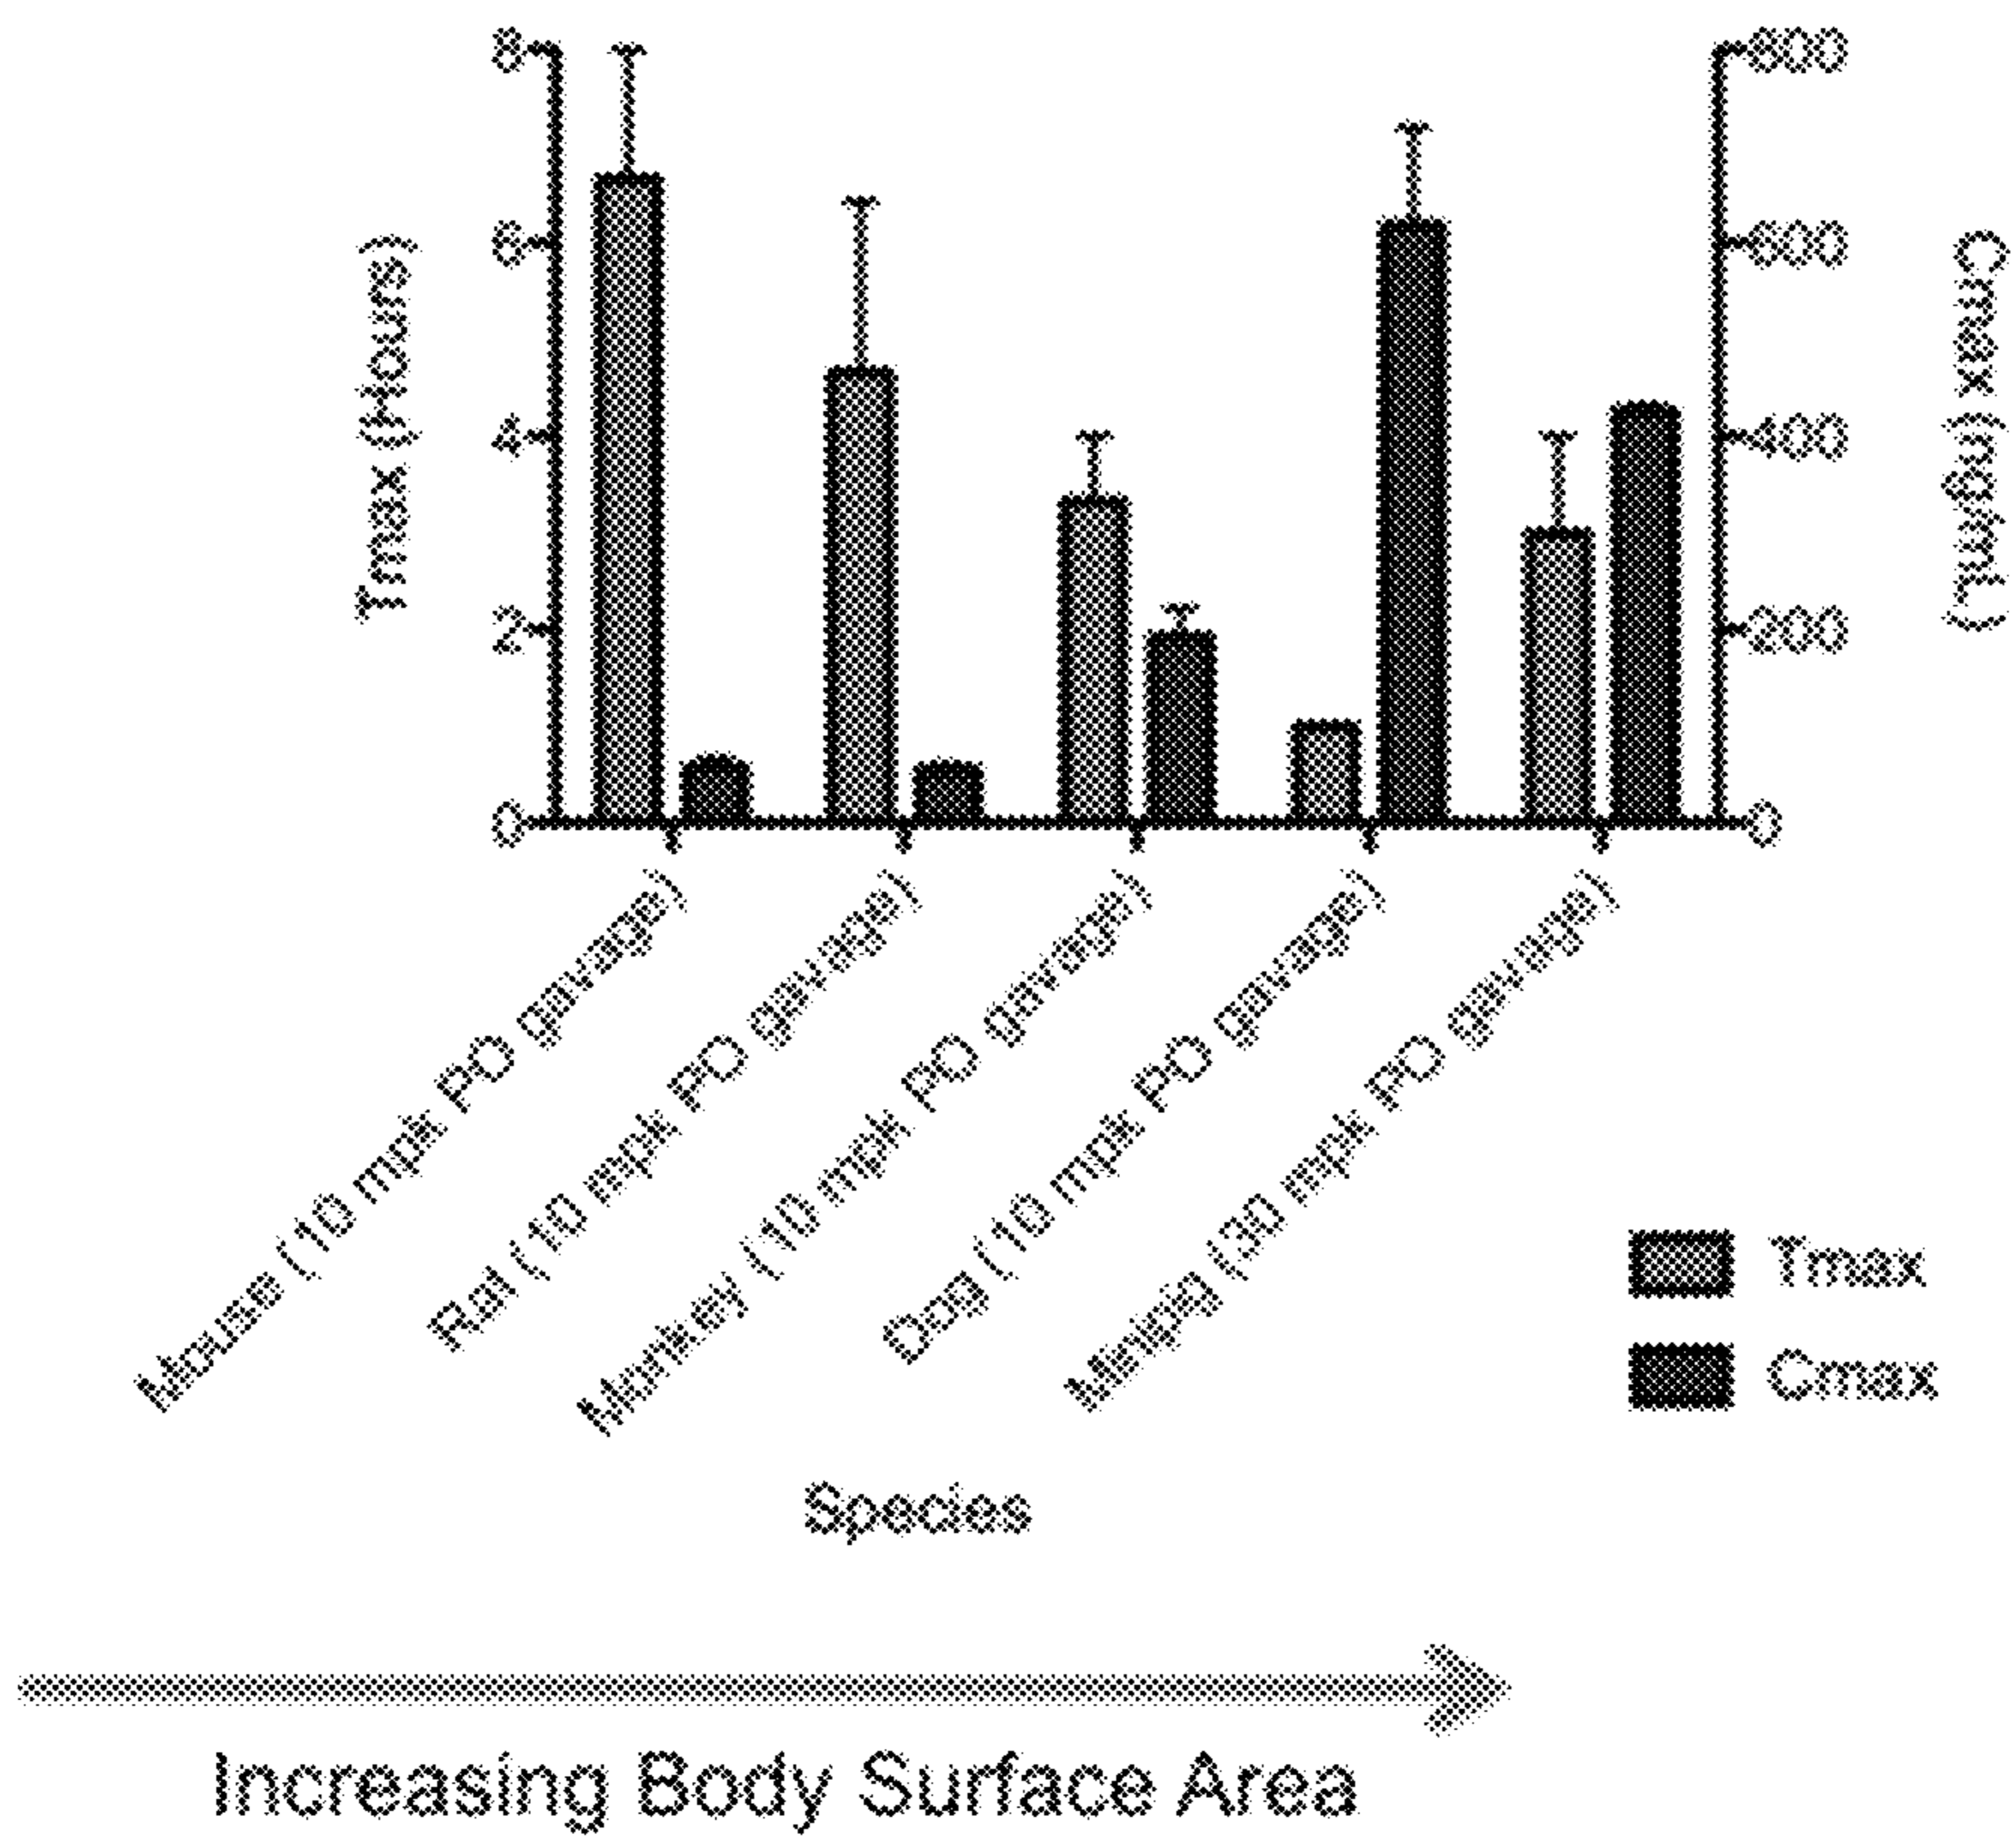 Tmax (Hours)
8
6
4
2
0
800
600
400
200
0
Cmax (ng/mL)
Mouse (10 mpk PO gavage)
Rat (10 mpk PO gavage)
Monkey (10 mpk PO gavage)
Dog (10 mpk PO gavage)
Minipig (30 mpk PO gavage)
Tmax
Cmax
Species
Increasing Body Surface Area